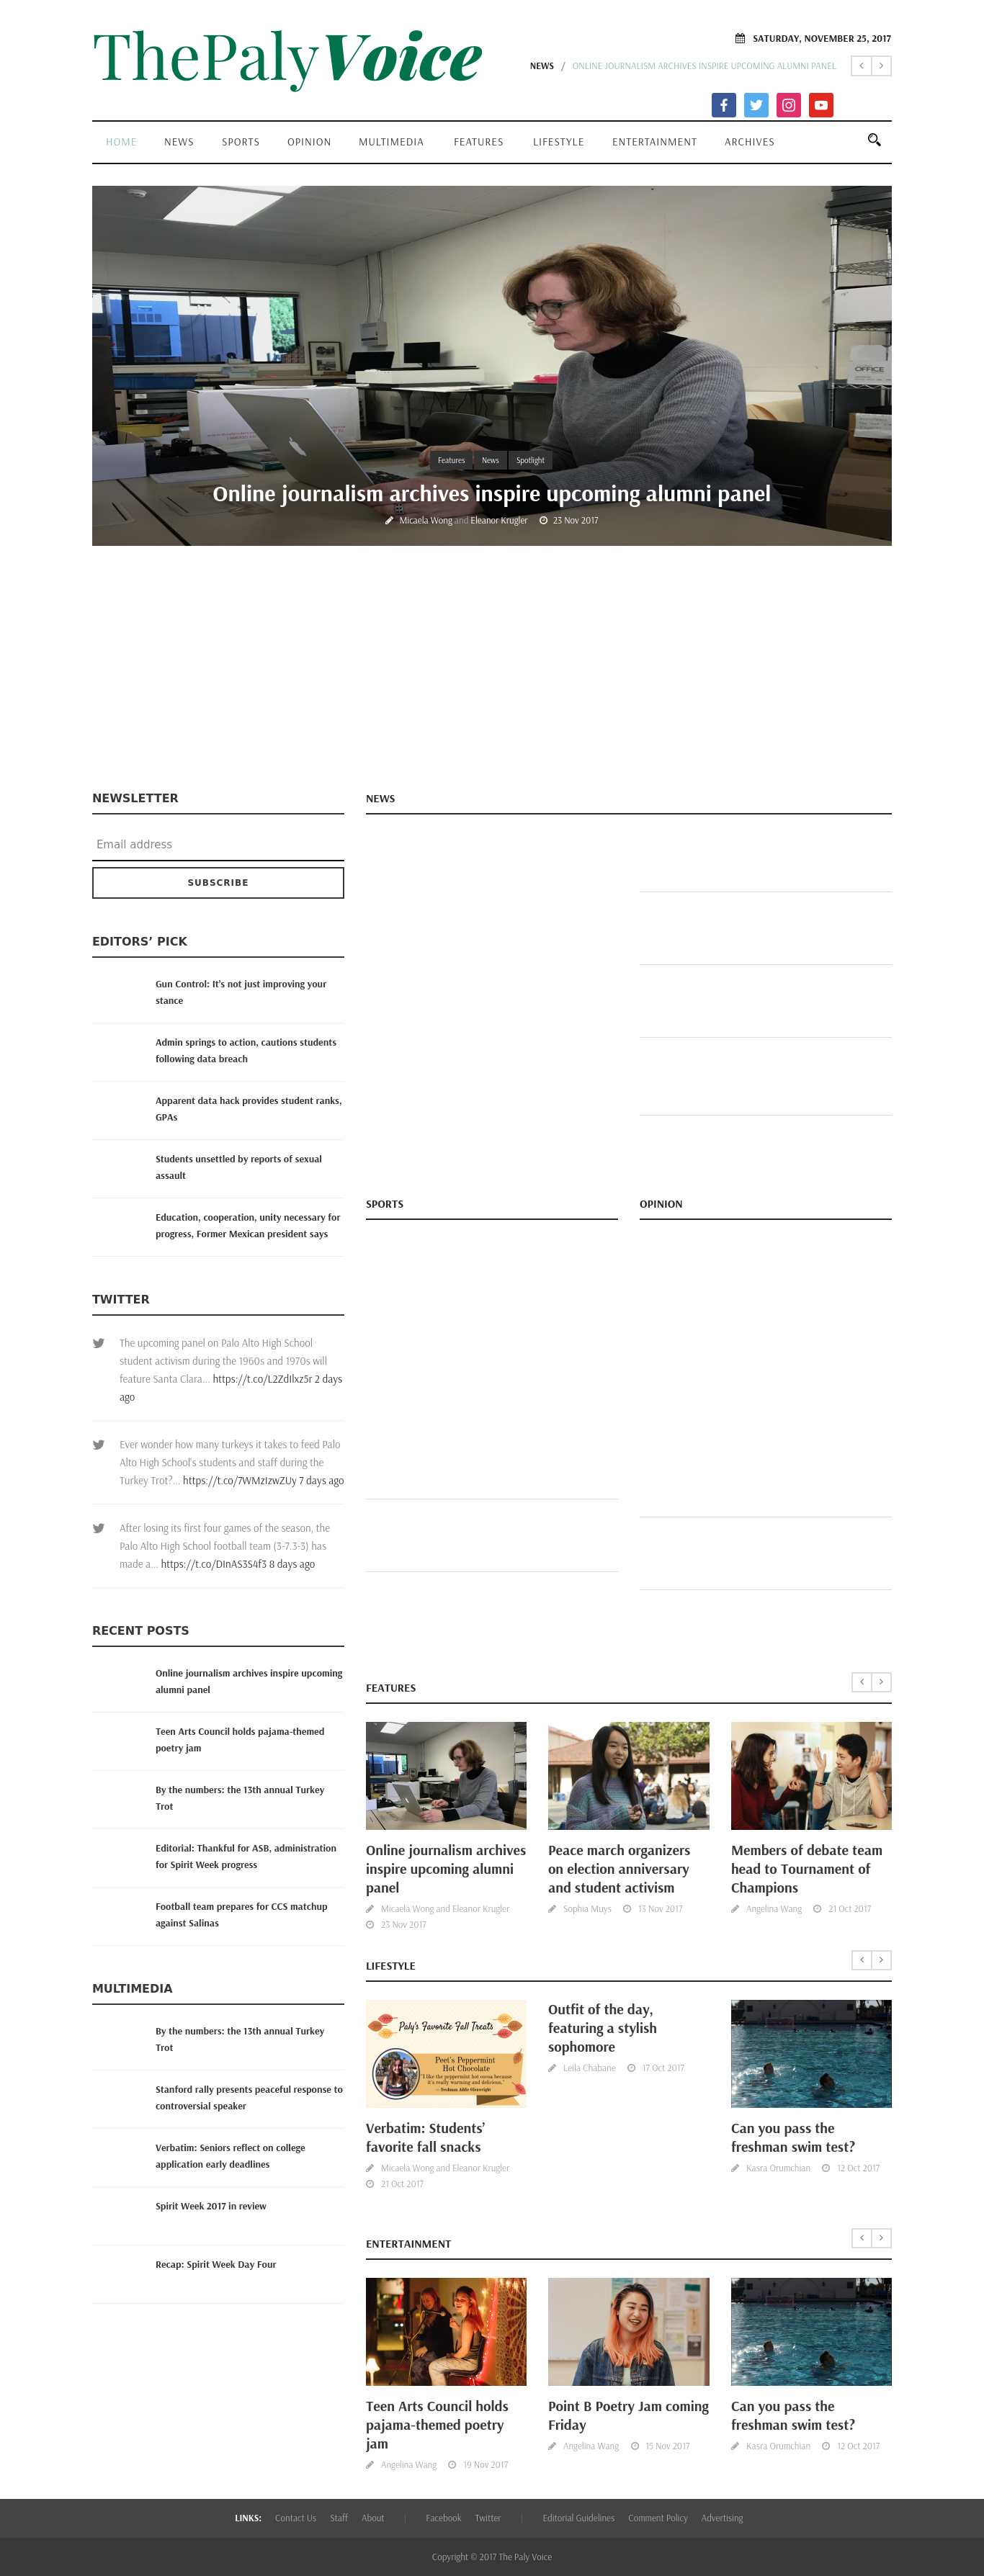 ThePalyVoice
SATURDAY, NOVEMBER 25, 2017
NEWS / ONLINE JOURNALISM ARCHIVES INSPIRE UPCOMING ALUMNI PANEL
HOME NEWS SPORTS OPINION MULTIMEDIA FEATURES LIFESTYLE ENTERTAINMENT ARCHIVES
OFFICE
Features News Spotlight
Online journalism archives inspire upcoming alumni panel
Micaela Wong and Eleanor Krugler 23 Nov 2017
NEWSLETTER
Email address
SUBSCRIBE
EDITORS’ PICK
Gun Control: It's not just improving your
stance
Admin springs to action, cautions students
following data breach
Apparent data hack provides student ranks,
GPAs
Students unsettled by reports of sexual
assault
Education, cooperation, unity necessary for
progress, Former Mexican president says
TWITTER
The upcoming panel on Palo Alto High School
student activism during the 1960s and 1970s will
feature Santa Clara... https://t.co/L2ZdIlxz5r 2 days
ago
Ever wonder how many turkeys it takes to feed Palo
Alto High School's students and staff during the
Turkey Trot?... https://t.co/7WMzIzwZUy 7 days ago
After losing its first four games of the season, the
Palo Alto High School football team (3-7.3-3) has
made a... https://t.co/DInAS3S4f3 8 days ago
RECENT POSTS
Online journalism archives inspire upcoming
alumni panel
Teen Arts Council holds pajama-themed
poetry jam
By the numbers: the 13th annual Turkey
Trot
Editorial: Thankful for ASB, administration
for Spirit Week progress
Football team prepares for CCS matchup
against Salinas
MULTIMEDIA
By the numbers: the 13th annual Turkey
Trot
Stanford rally presents peaceful response to
controversial speaker
Verbatim: Seniors reflect on college
application early deadlines
Spirit Week 2017 in review
Recap: Spirit Week Day Four
NEWS
SPORTS
OPINION
FEATURES
Online journalism archives
inspire upcoming alumni
panel
Micaela Wong and Eleanor Krugler
23 Nov 2017
Peace march organizers
on election anniversary
and student activism
Sophia Muys 13 Nov 2017
Members of debate team
head to Tournament of
Champions
Angelina Wang 21 Oct 2017
LIFESTYLE
Paly's Favorite Fall Treats
Peet's Peppermint
Hot Chocolate
"I like the peppermint hot cocoa because
it's really warming and delicious."
Verbatim: Students’
favorite fall snacks
Micaela Wong and Eleanor Krugler
21 Oct 2017
Outfit of the day,
featuring a stylish
sophomore
Leila Chabane 17 Oct 2017
Can you pass the
freshman swim test?
Kasra Orumchian 12 Oct 2017
ENTERTAINMENT
Teen Arts Council holds
pajama-themed poetry
jam
Angelina Wang 19 Nov 2017
Point B Poetry Jam coming
Friday
Angelina Wang 15 Nov 2017
Can you pass the
freshman swim test?
Kasra Orumchian 12 Oct 2017
LINKS: Contact Us Staff About | Facebook Twitter | Editorial Guidelines Comment Policy Advertising
Copyright © 2017 The Paly Voice